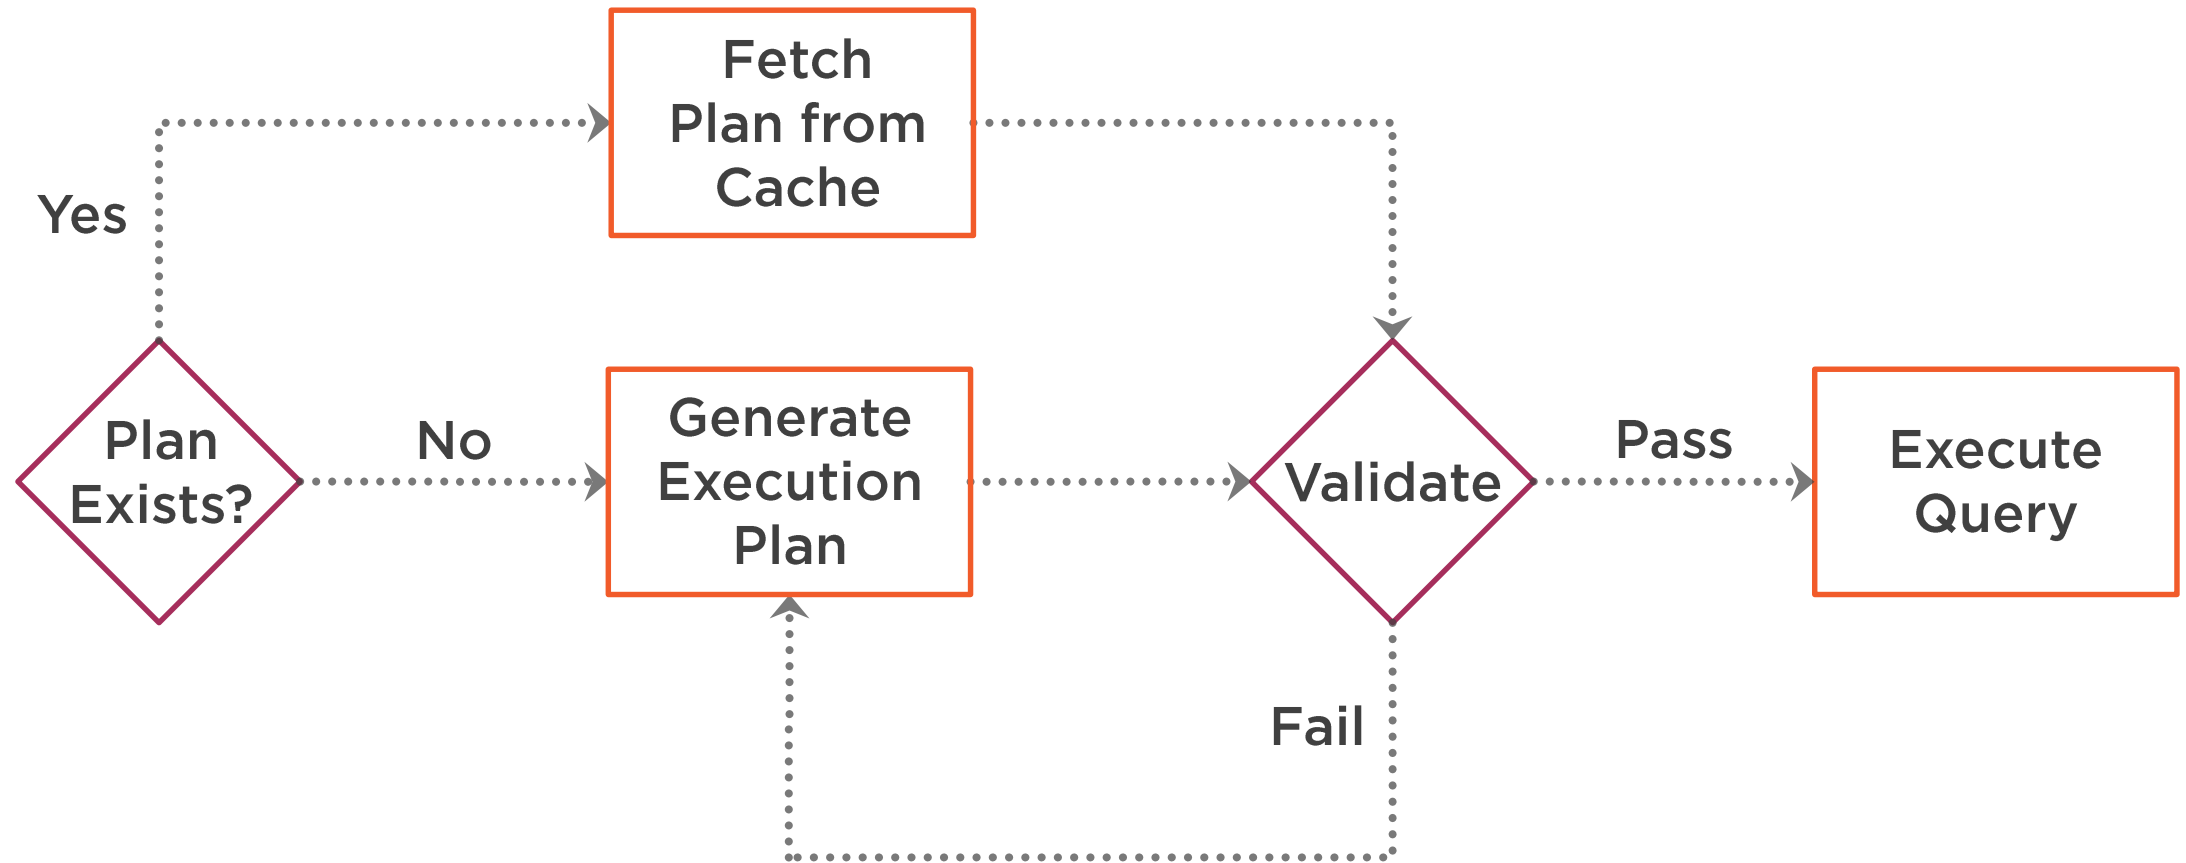 Fetch
Plan from
Cache
Yes
Plan
Exists?
No
Generate
Execution
Plan
Validate
Pass
Execute
Query
Fail